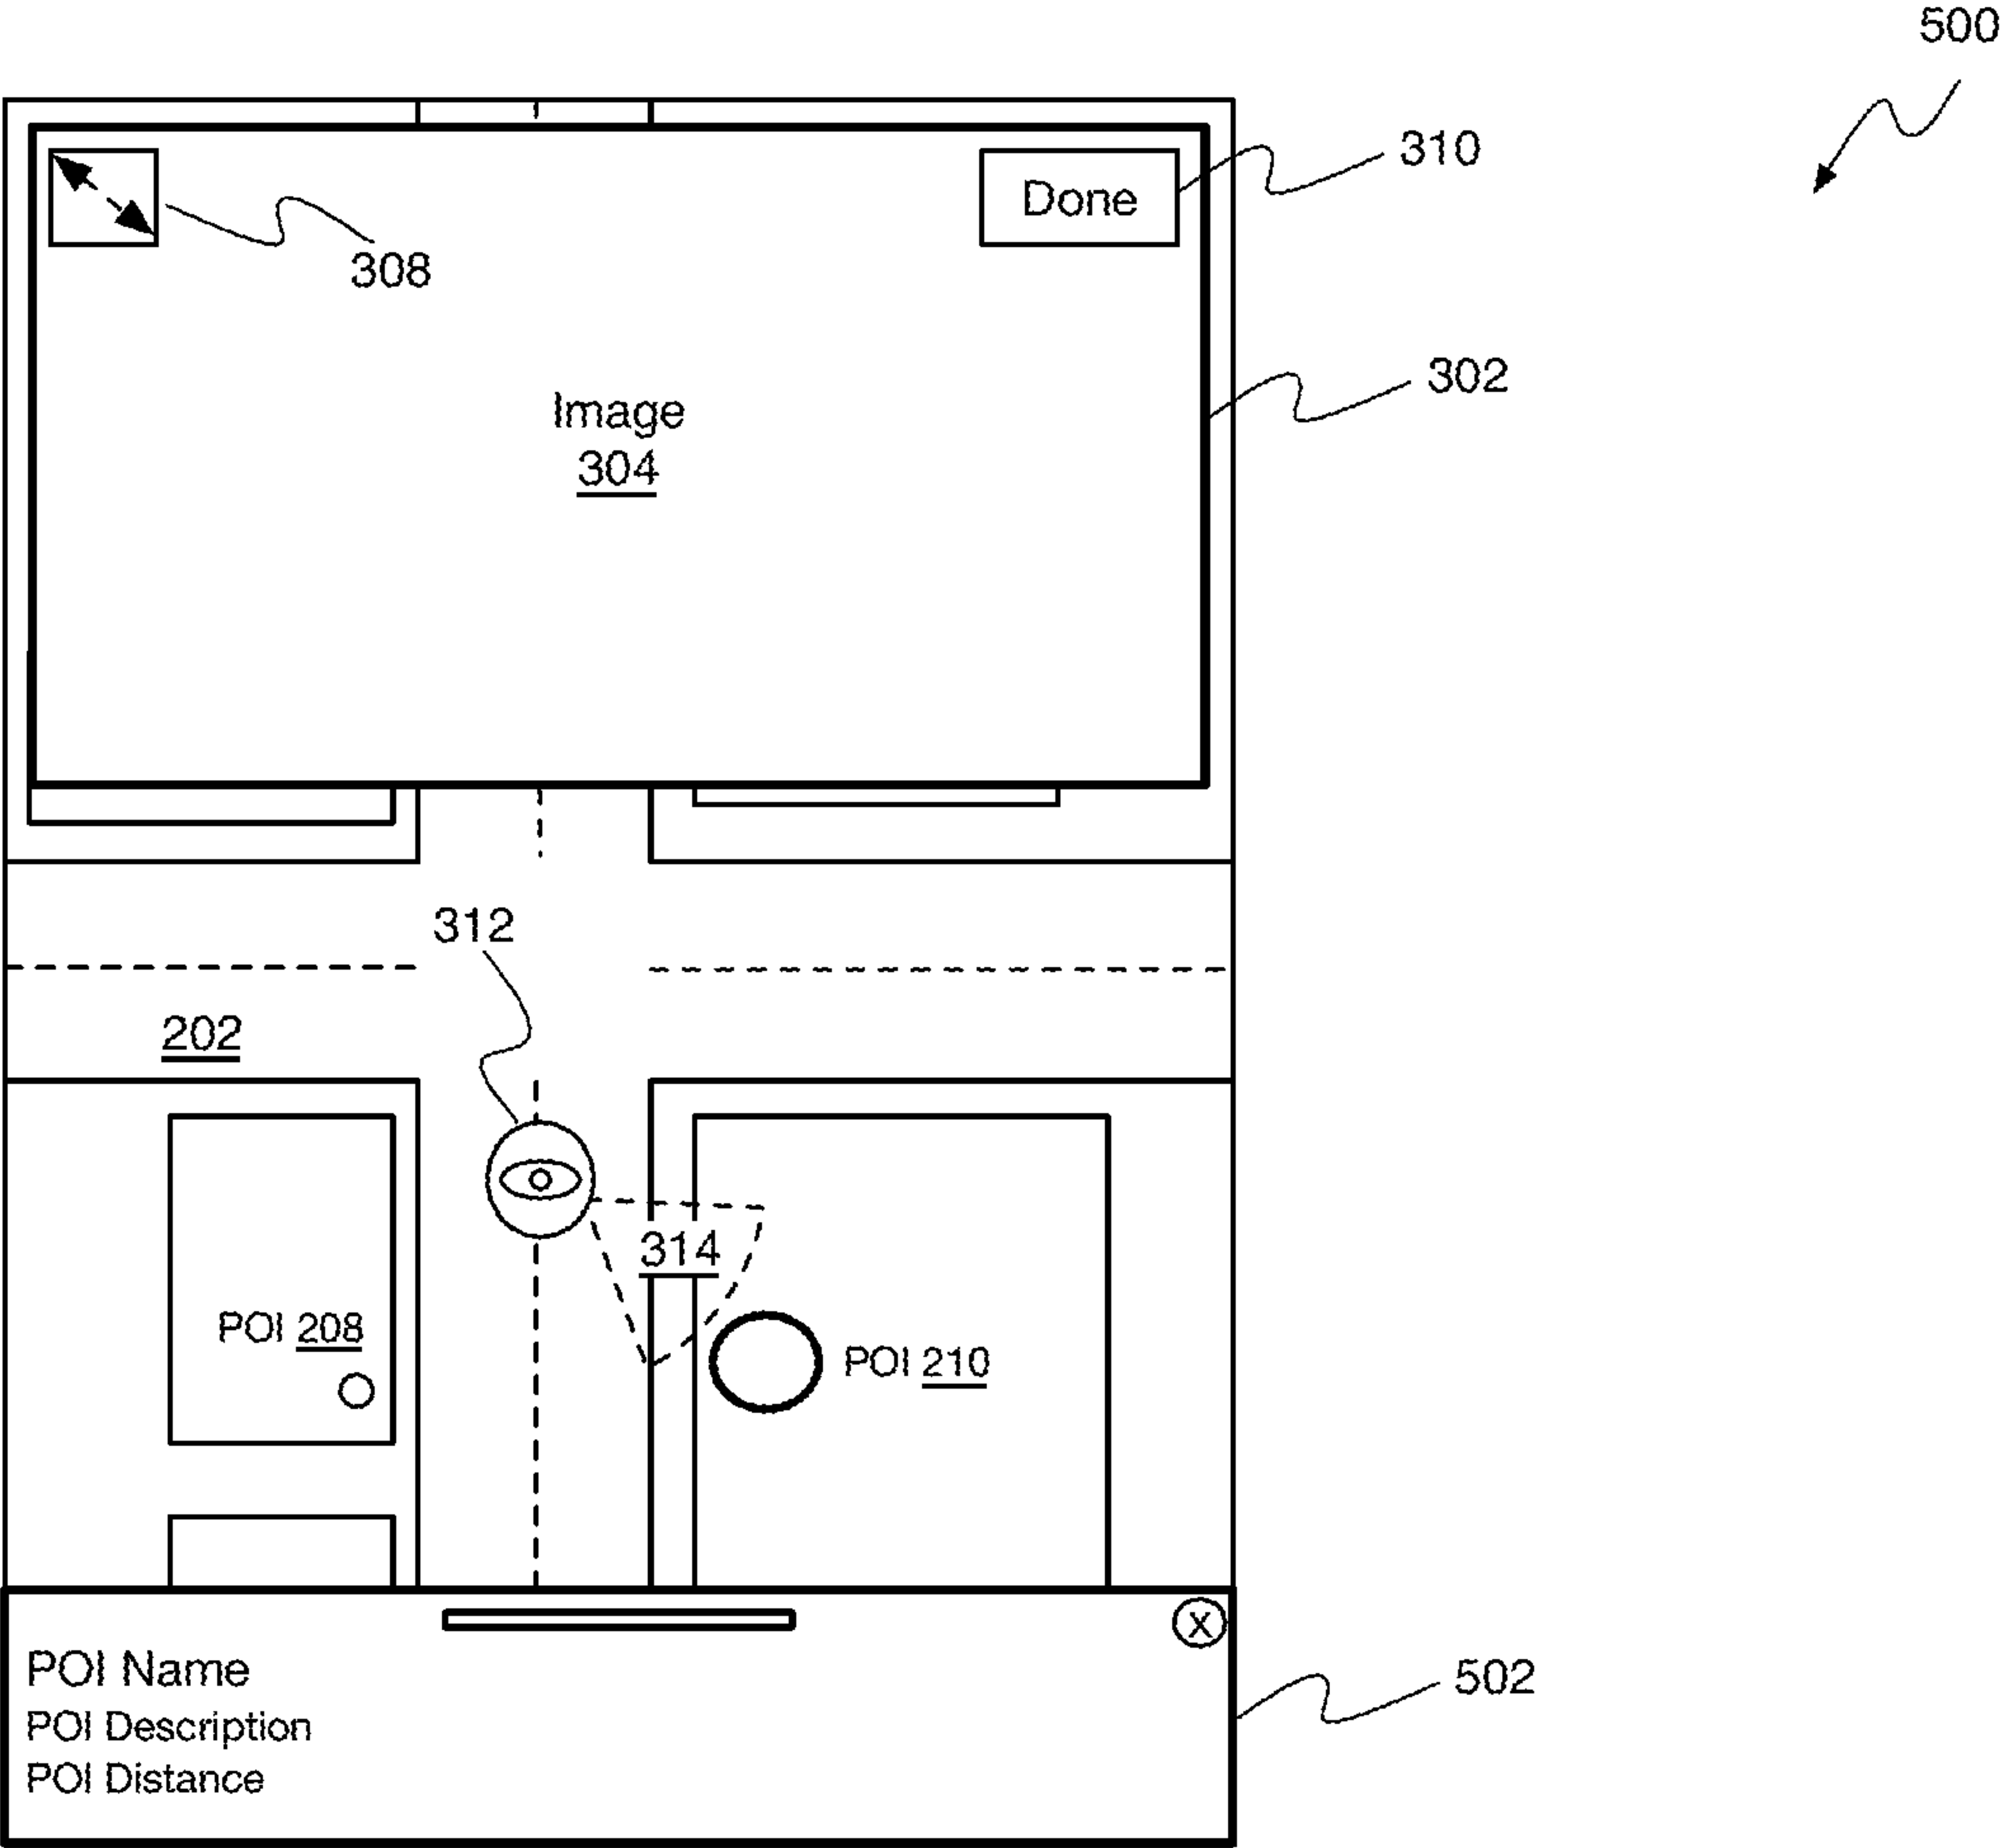 500
310
Done
308
302
Image
304
312
202
314
POI 208
POI 210
X
POI Name
502
POI Description
POI Distance